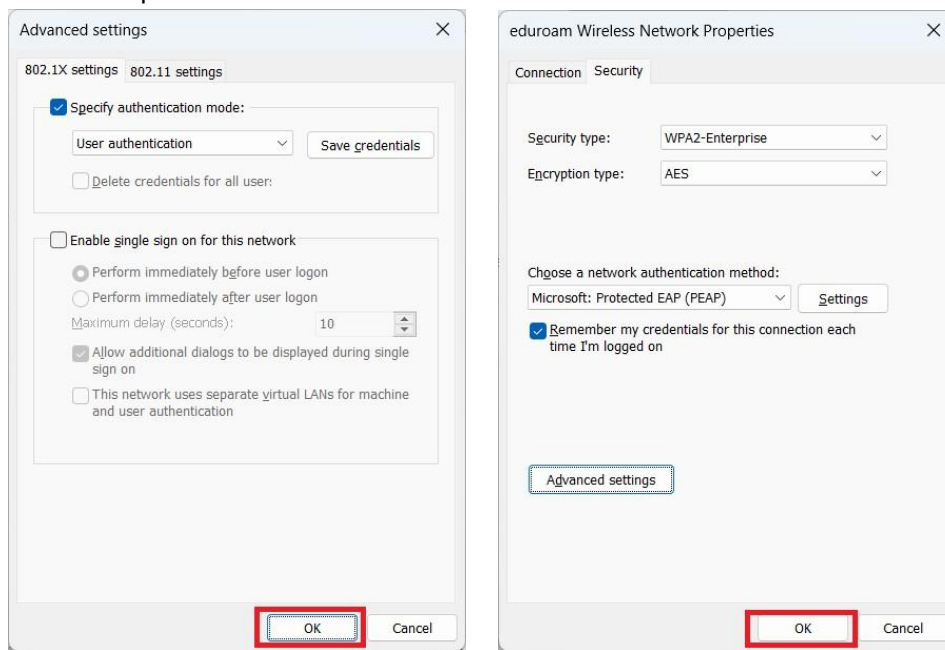 Advanced settings
802.1X settings 802.11 settings
Specify authentication mode:
User authentication Save credentials
Delete credentials for all user:
Enable single sign on for this network
Perform immediately before user logon
Perform immediately after user logon
Maximum delay (seconds): 10
Allow additional dialogs to be displayed during single
sign on
This network uses separate virtual LANs for machine
and user authentication
OK Cancel
eduroam Wireless Network Properties
Connection Security
Security type: WPA2-Enterprise
Encryption type: AES
Choose a network authentication method:
Microsoft: Protected EAP (PEAP) Settings
Remember my credentials for this connection each
time I'm logged on
Advanced settings
OK Cancel